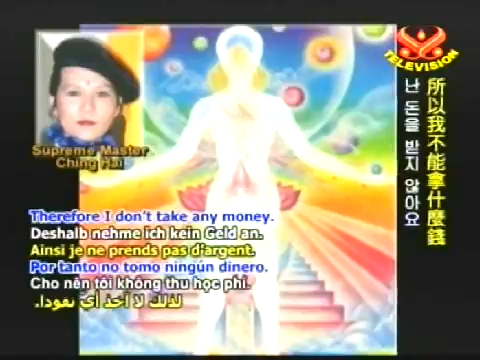 TELEVISION
Supreme Master
Ching Hai
所以我不能拿什麼錢
난 돈을 받지 않아요
Therefore I don't take any money.
Deshalb nehme ich kein Geld an.
Ainsi je ne prends pas d'argent.
Por tanto no tomo ningún dinero.
Cho nên tôi không thu học phí.
لذلك لا آخذ أي نقودا.